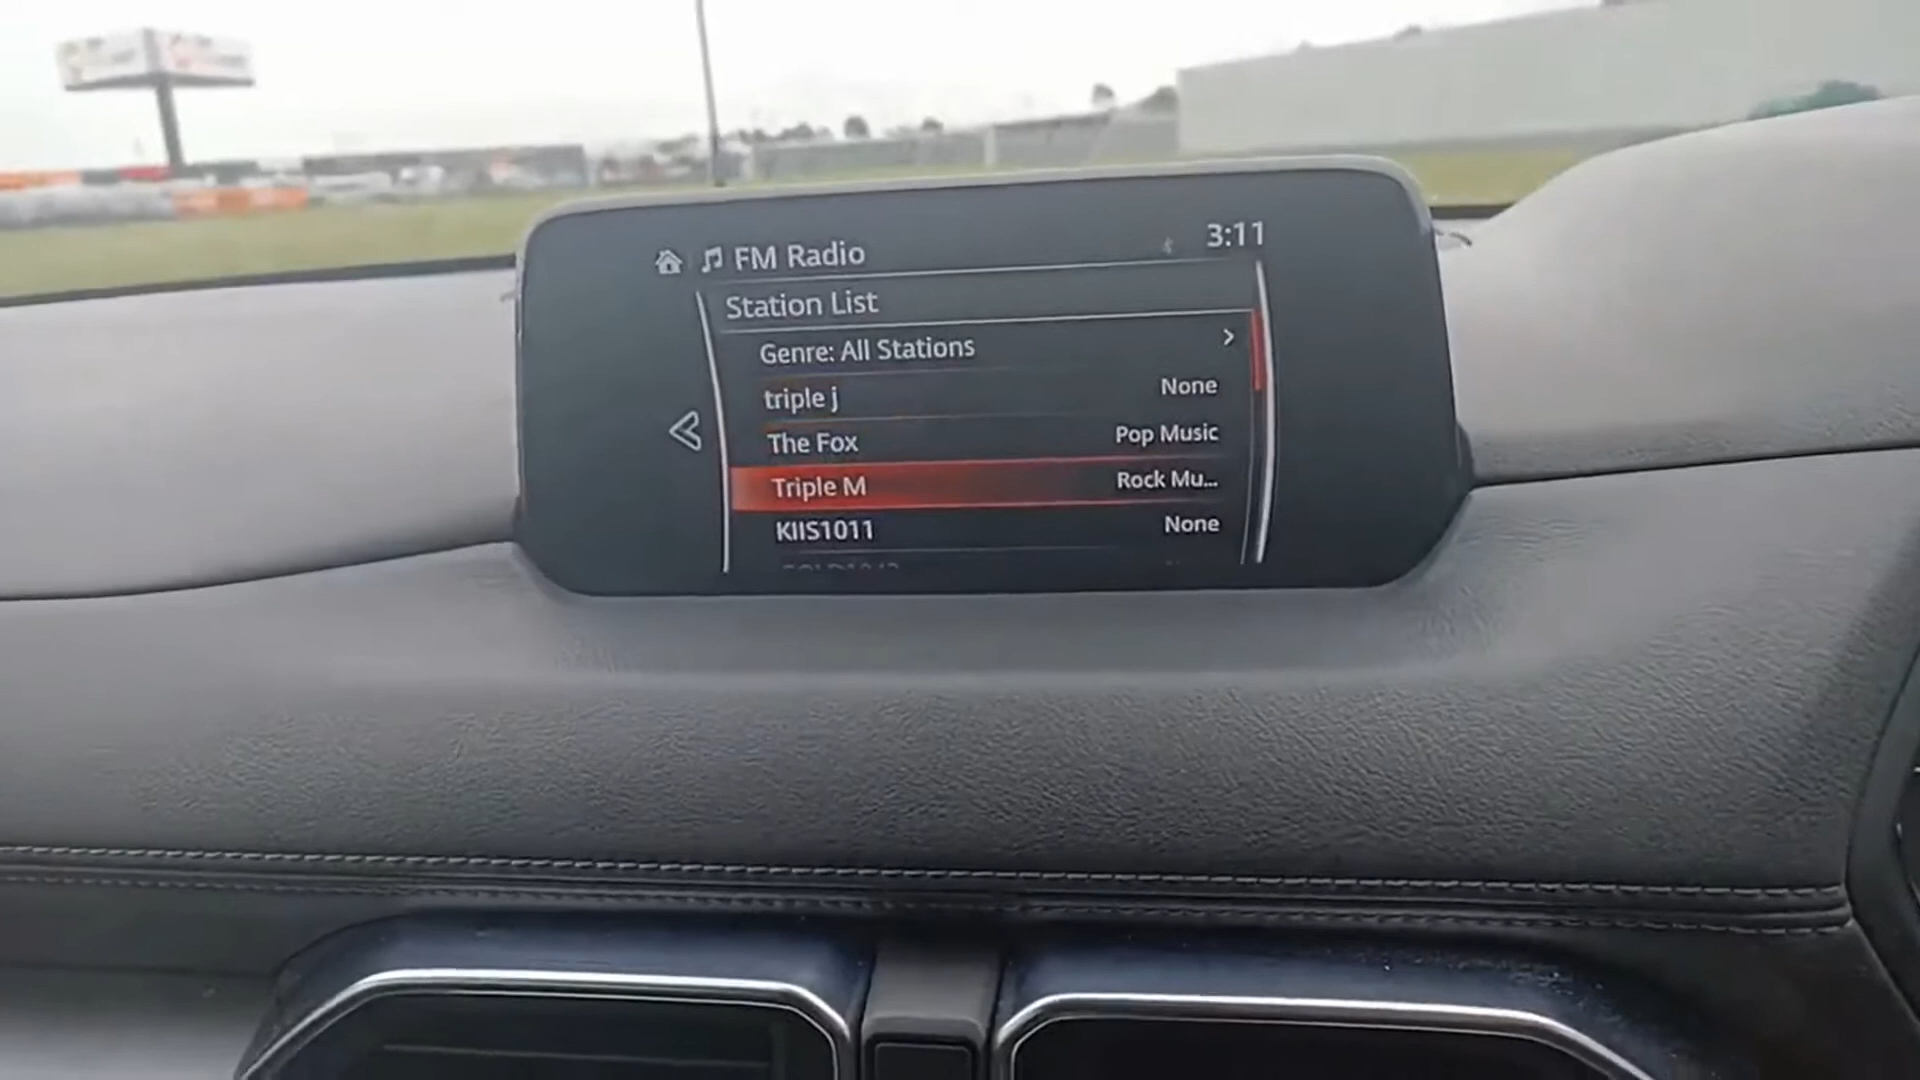 FM Radio 3:11
Station List
Genre: All Stations >
triple j None
The Fox Pop Music
Triple M Rock Mu...
KIIS1011 None